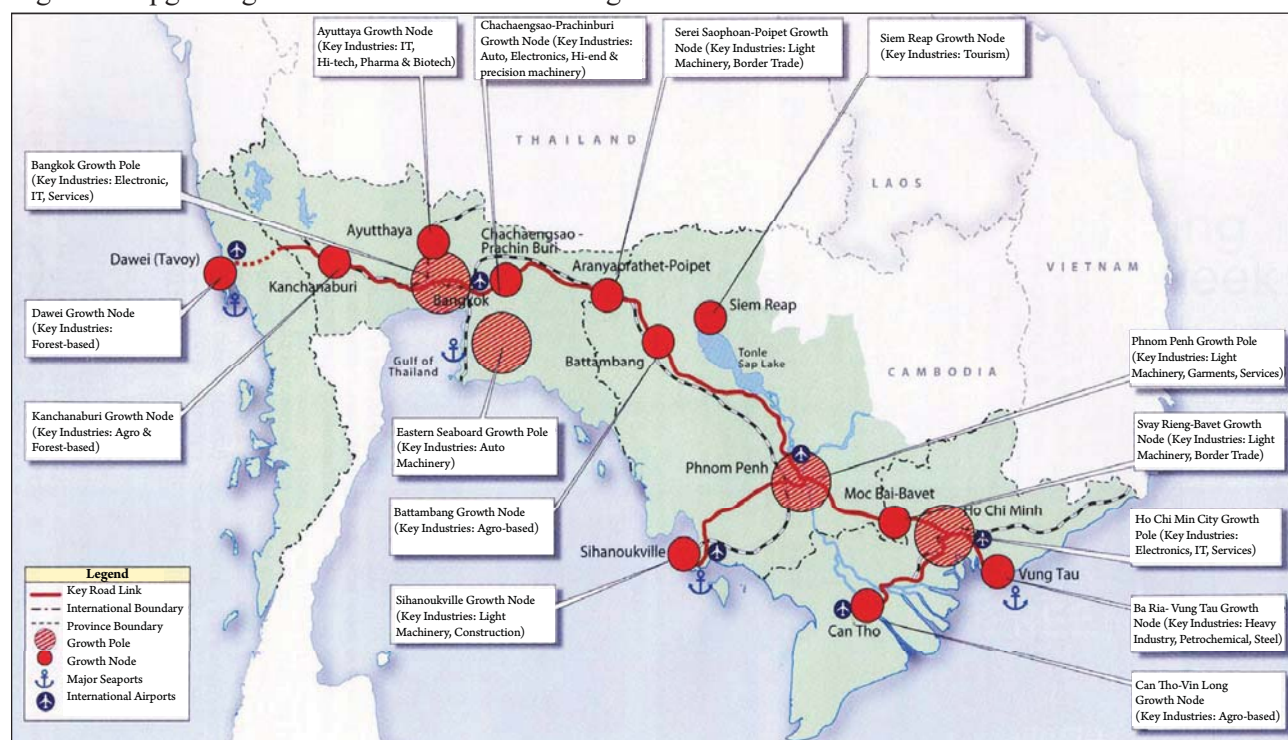 Ayuttaya Growth Node
(Key Industries: IT,
Hi-tech, Pharma & Biotech)
Chachaengsao-Prachinburi
Growth Node (Key Industries:
Auto, Electronics, Hi-end &
precision machinery)
Serei Saophoan-Poipet Growth
Node (Key Industries: Light
Machinery, Border Trade)
Siem Reap Growth Node
(Key Industries: Tourism)
THAILAND
LAOS
VIETNAM
CAMBODIA
Bangkok Growth Pole
(Key Industries: Electronic,
IT, Services)
Dawei (Tavoy)
Kanchanaburi
Ayutthaya
Bangkok
Chachaengsao -
Prachin Buri
Aranyaprathet-Poipet
Siem Reap
Battambang
Tonle
Sap Lake
Gulf of
Thailand
Dawei Growth Node
(Key Industries:
Forest-based)
Kanchanaburi Growth Node
(Key Industries: Agro &
Forest-based)
Eastern Seaboard Growth Pole
(Key Industries: Auto
Machinery)
Battambang Growth Node
(Key Industries: Agro-based)
Sihanoukville Growth Node
(Key Industries: Light
Machinery, Construction)
Phnom Penh
Moc Bai-Bavet
Ho Chi Minh
Sihanoukville
Vung Tau
Can Tho
Phnom Penh Growth Pole
(Key Industries: Light
Machinery, Garments, Services)
Svay Rieng-Bavet Growth
Node (Key Industries: Light
Machinery, Border Trade)
Ho Chi Min City Growth
Pole (Key Industries:
Electronics, IT, Services)
Ba Ria- Vung Tau Growth
Node (Key Industries: Heavy
Industry, Petrochemical, Steel)
Can Tho-Vin Long
Growth Node
(Key Industries: Agro-based)
Legend
Key Road Link
International Boundary
Province Boundary
Growth Pole
Growth Node
Major Seaports
International Airports